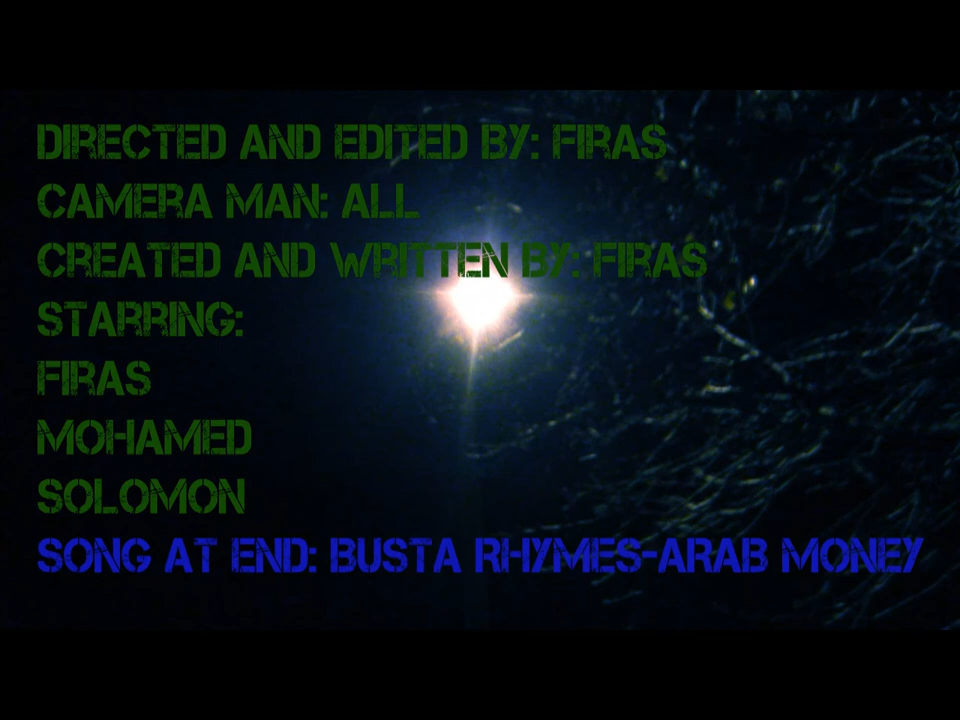 DIRECTED AND EDITED BY: FIRAS
CAMERA MAN: ALL
CREATED AND WRITTEN BY: FIRAS
STARRING:
FIRAS
MOHAMED
SOLOMON
SONG AT END: BUSTA RHYMES-ARAB MONEY